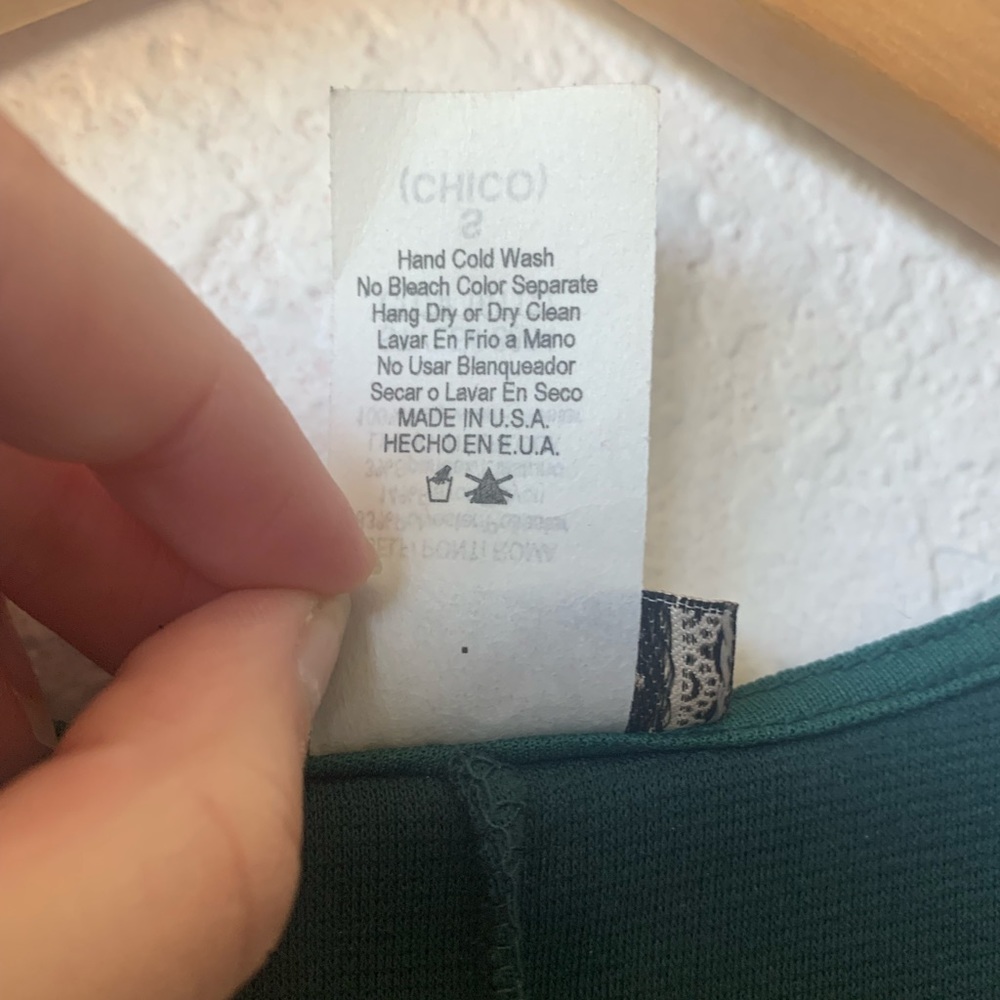 (CHICO)
S
Hand Cold Wash
No Bleach Color Separate
Hang Dry or Dry Clean
Lavar En Frio a Mano
No Usar Blanqueador
Secar o Lavar En Seco
MADE IN U.S.A.
HECHO EN E.U.A.